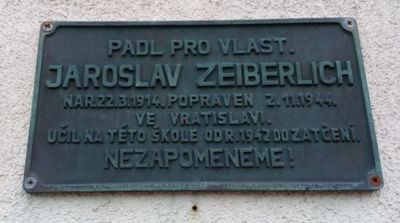 PADL PRO VLAST.
JAROSLAV ZEIBERLICH
NAR.22.3.1914. POPRAVEN 2.11.1944.
VE VRATISLAVI.
UČIL NA TÉTO ŠKOLE OD R.1942 DO ZATČENÍ.
NEZAPOMENEME!